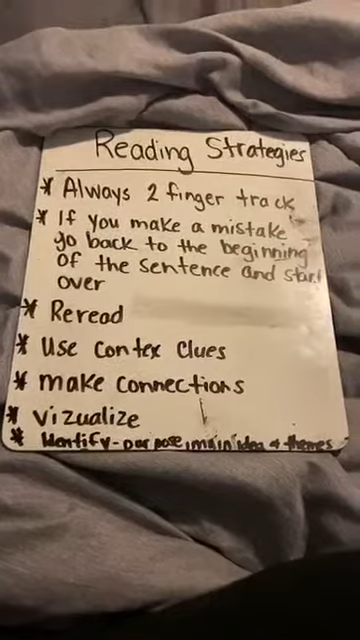 Reading Strategies
* Always 2 finger track
* If you make a mistake
go back to the beginning
of the sentence and start
over
* Reread
* Use contex clues
* make connections
* vizualize
* Identify-purpose, main idea & themes